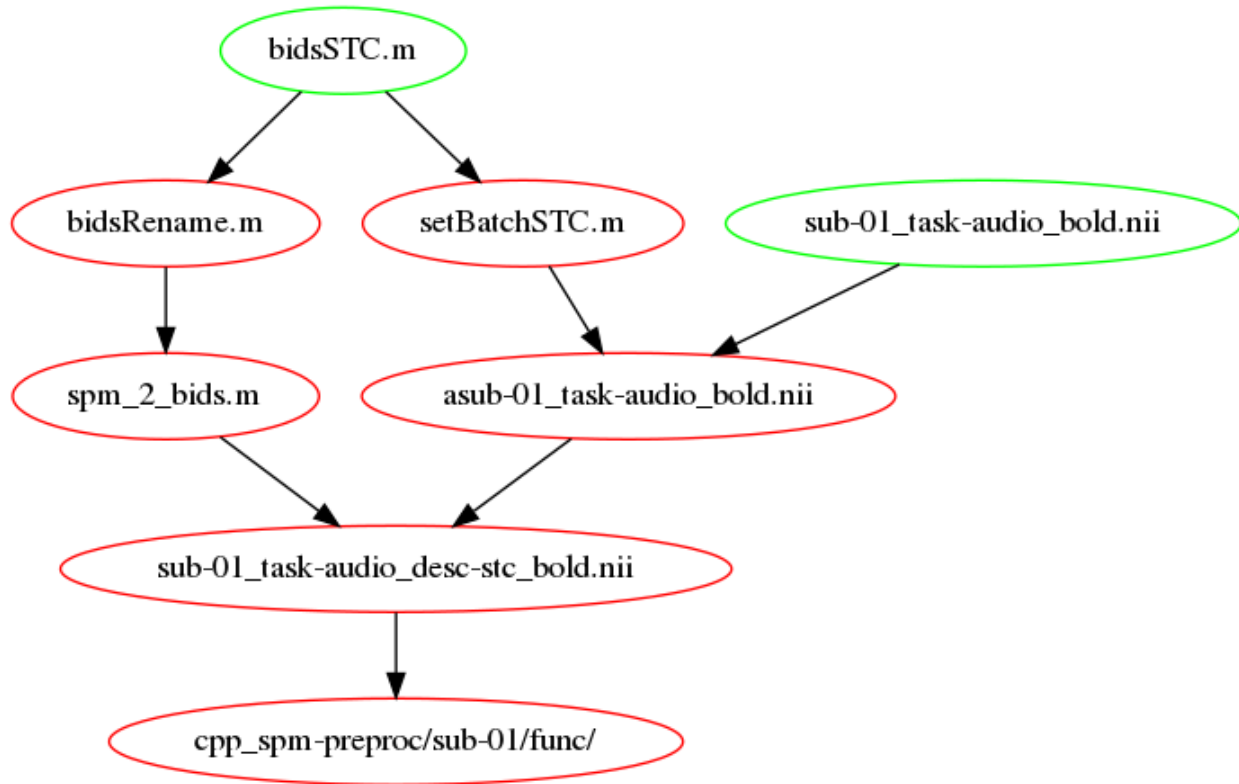 bidsSTC.m
bidsRename.m
setBatchSTC.m
sub-01_task-audio_bold.nii
spm_2_bids.m
asub-01_task-audio_bold.nii
sub-01_task-audio_desc-stc_bold.nii
cpp_spm-preproc/sub-01/func/